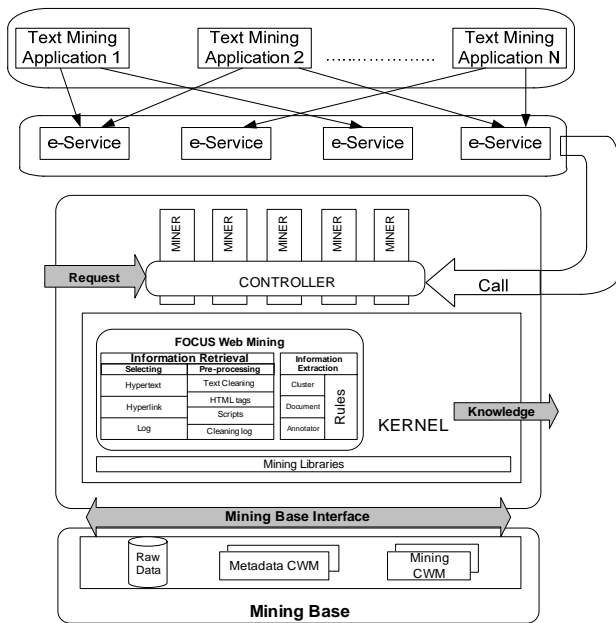 Text Mining Application 1
Text Mining Application 2
........................
Text Mining Application N
e-Service
e-Service
e-Service
e-Service
MINER
MINER
MINER
MINER
MINER
Request
CONTROLLER
Call
FOCUS Web Mining
Information Retrieval
Selecting
Pre-processing
Hypertext
Hyperlink
Log
Text Cleaning
HTML tags
Scripts
Cleaning log
Information Extraction
Cluster
Document
Annotator
Rules
KERNEL
Knowledge
Mining Libraries
Mining Base Interface
Raw Data
Metadata CWM
Mining CWM
Mining Base